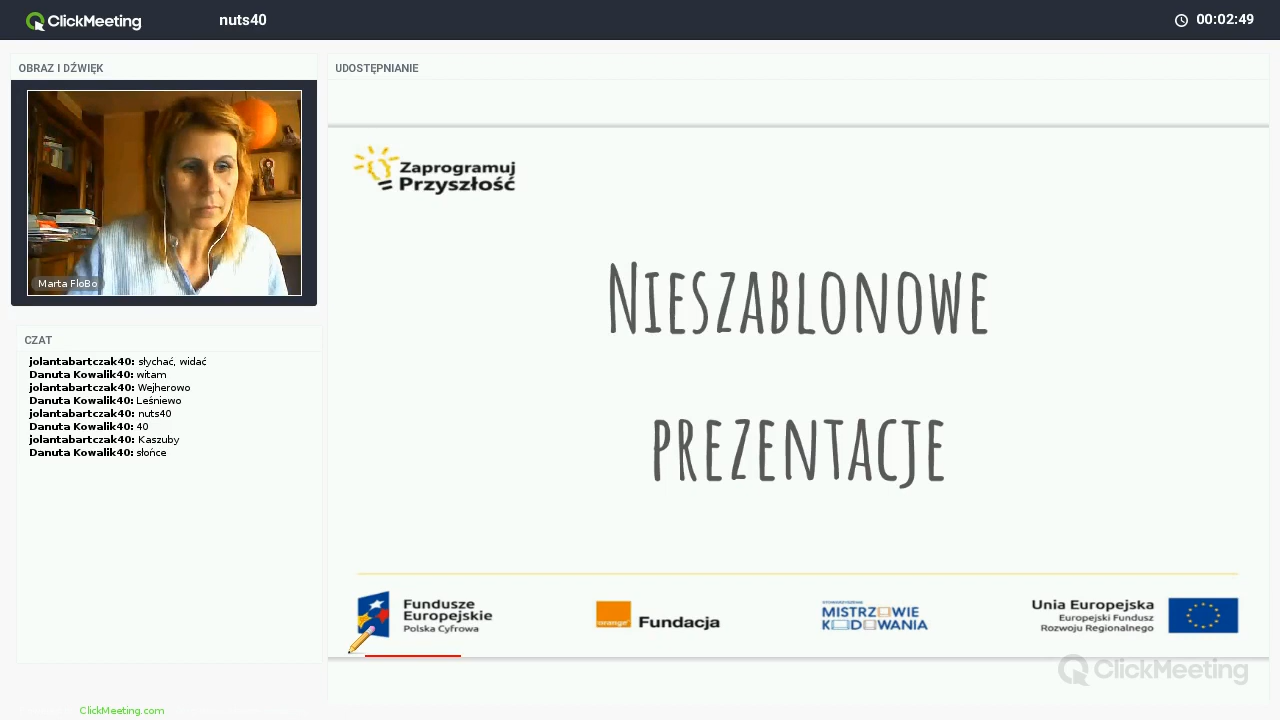 ClickMeeting
nuts40
00:02:49
OBRAZ I DŹWIĘK
Marta FloBo
CZAT
jolantabartczak40: słychać, widać
Danuta Kowalik40: witam
jolantabartczak40: Wejherowo
Danuta Kowalik40: Leśniewo
jolantabartczak40: nuts40
Danuta Kowalik40: 40
jolantabartczak40: Kaszuby
Danuta Kowalik40: słońce
UDOSTĘPNIANIE
Zaprogramuj
Przyszłość
Nieszablonowe
prezentacje
Fundusze
Europejskie
Polska Cyfrowa
orange
Fundacja
STOWARZYSZENIE
MISTRZOWIE
KODOWANIA
Unia Europejska
Europejski Fundusz
Rozwoju Regionalnego
ClickMeeting
ClickMeeting.com